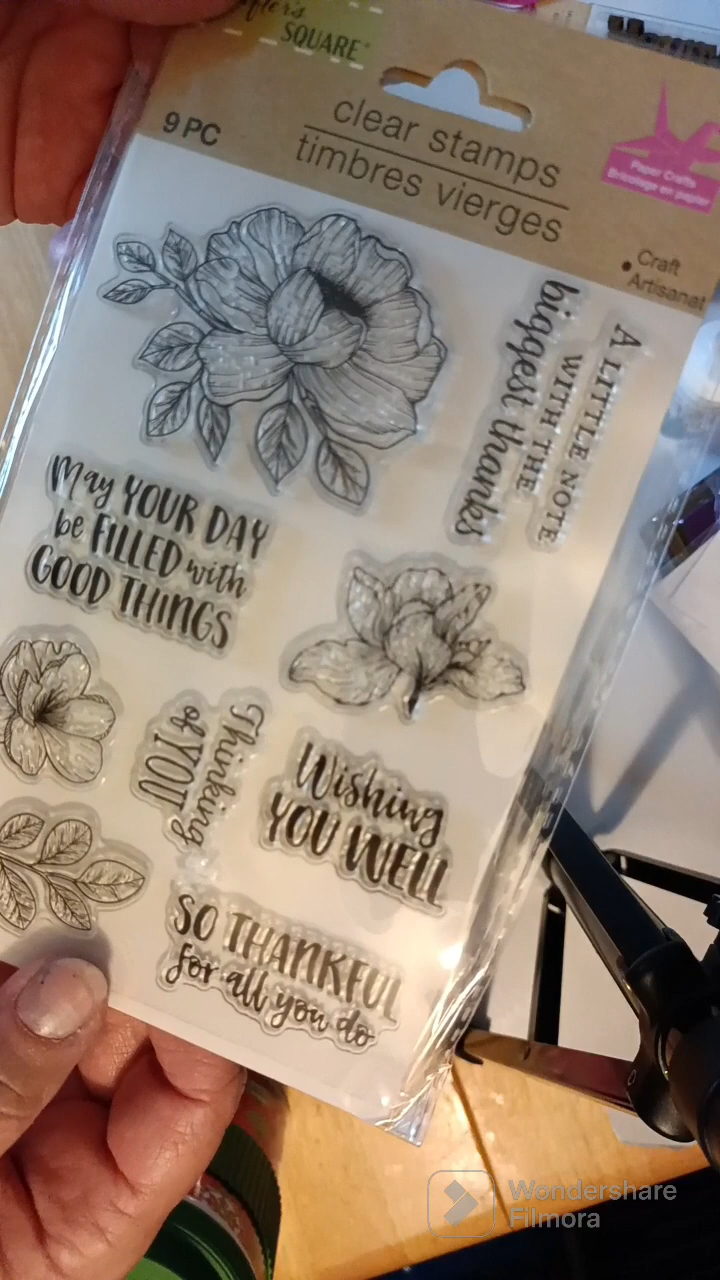 SQUARE
9 PC
clear stamps
timbres vierges
Paper Crafts
Bricolage en papier
• Craft
Artisanat
A LITTLE NOTE
WITH THE
biggest thanks
May YOUR DAY
be FILLED with
GOOD THINGS
Thinking
of YOU
Wishing
YOU WELL
SO THANKFUL
for all you do
Wondershare
Filmora